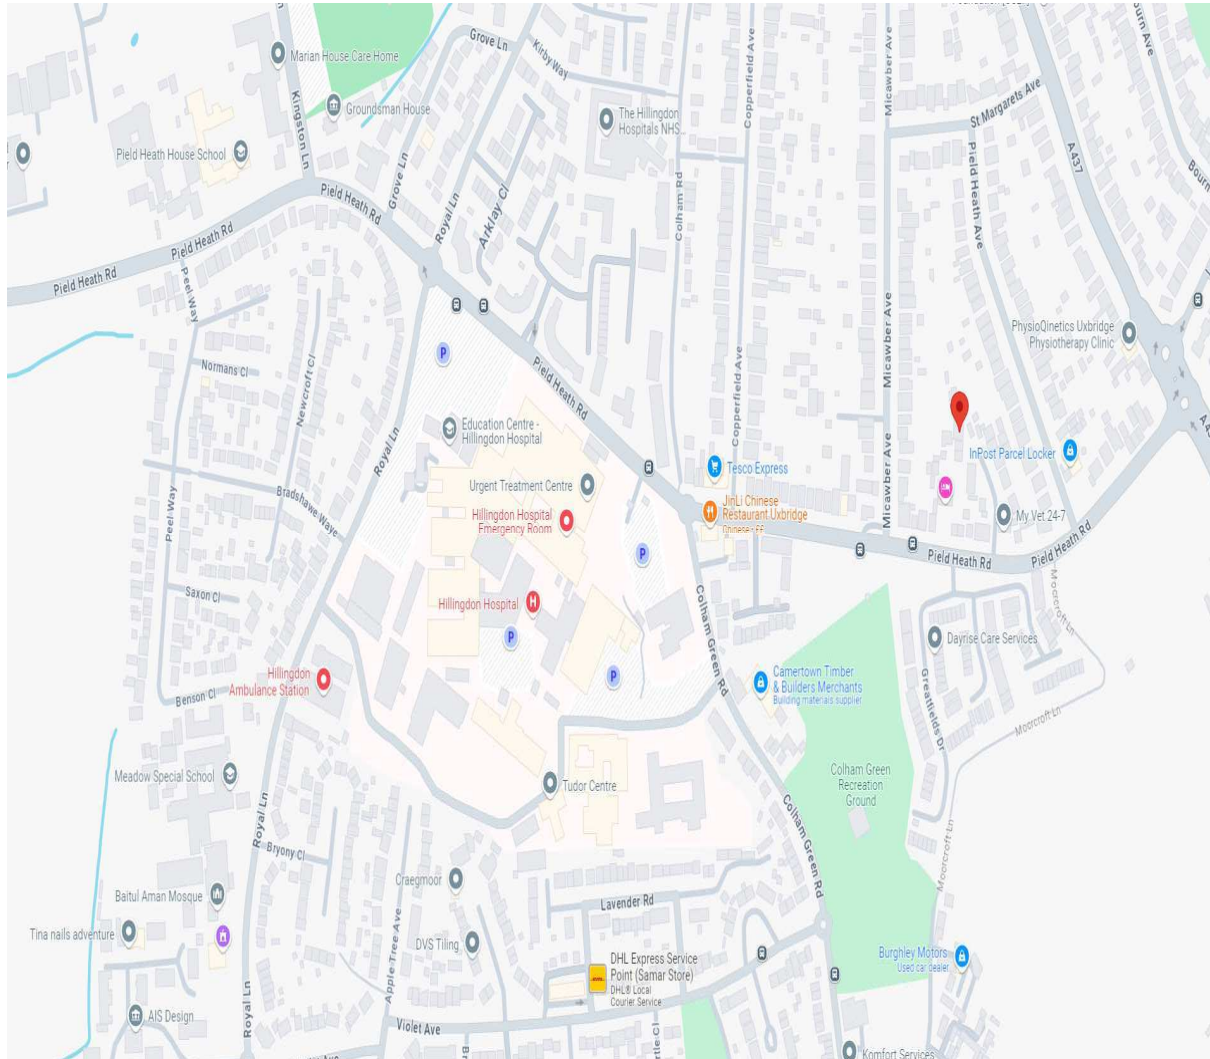 Marian House Care Home
Groundsman House
Kingston Ln
Pield Heath House School
Grove Ln
Kirby Way
The Hillingdon
Hospitals NHS...
Copperfield Ave
Micawber Ave
St Margarets Ave
A437
Pield Heath Ave
Pield Heath Rd
Pield Heath Rd
Pield Heath Rd
Grove Ln
Royal Ln
Arklay Cl
Colham Rd
Peel Way
Normans Cl
Newcroft Cl
Royal Ln
P
Pield Heath Rd
Copperfield Ave
Micawber Ave
PhysioQinetics Uxbridge
Physiotherapy Clinic
Education Centre -
Hillingdon Hospital
Tesco Express
InPost Parcel Locker
Urgent Treatment Centre
Hillingdon Hospital
Emergency Room
JinLi Chinese
Restaurant Uxbridge
Micawber Ave
My Vet 24-7
Peel Way
Bradshawe Waye
P
Pield Heath Rd
Pield Heath Rd
Saxon Cl
Hillingdon Hospital
H
P
P
Colham Green Rd
Moorcroft Ln
Dayrise Care Services
Hillingdon
Ambulance Station
Benson Cl
Camertown Timber
& Builders Merchants
Building materials supplier
Greatfields Dr
Moorcroft Ln
Meadow Special School
Tudor Centre
Colham Green
Recreation
Ground
Royal Ln
Bryony Cl
Colham Green Rd
Moorcroft Ln
Craegmoor
Baitul Aman Mosque
Lavender Rd
Tina nails adventure
Apple Tree Ave
DVS Tiling
DHL Express Service
Point (Samar Store)
DHL® Local
Courier Service
Burghley Motors
Used car dealer
AIS Design
Royal Ln
Violet Ave
Komfort Services